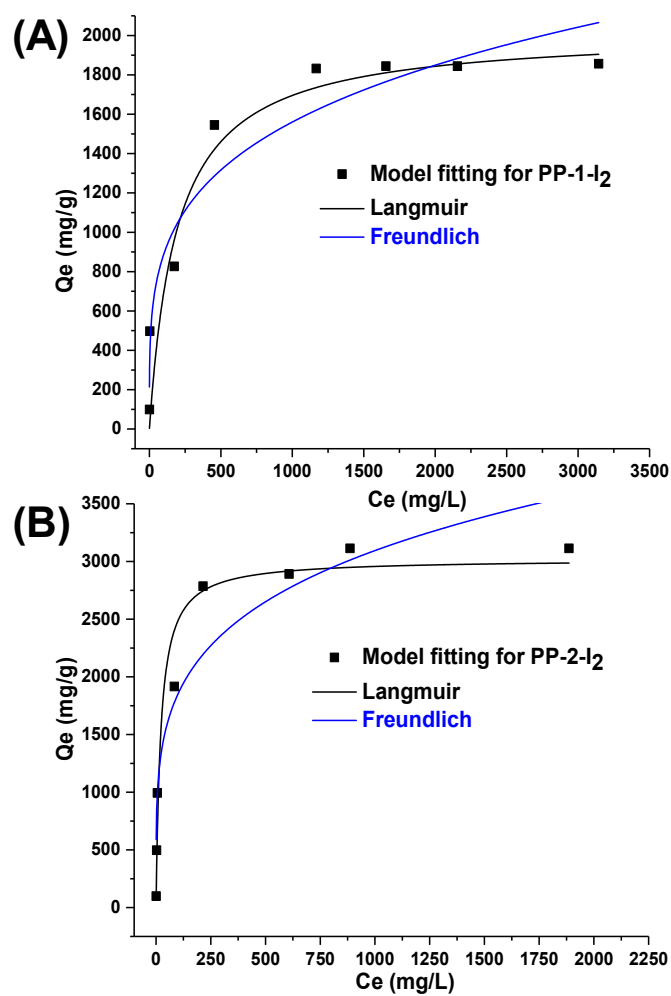 (A)
2000
1800
1600
1400
1200
1000
800
600
400
200
0
Qe (mg/g)
Model fitting for PP-1-I2
Langmuir
Freundlich
0 500 1000 1500 2000 2500 3000 3500
Ce (mg/L)
(B)
3500
3000
2500
2000
1500
1000
500
0
Qe (mg/g)
Model fitting for PP-2-I2
Langmuir
Freundlich
0 250 500 750 1000 1250 1500 1750 2000 2250
Ce (mg/L)